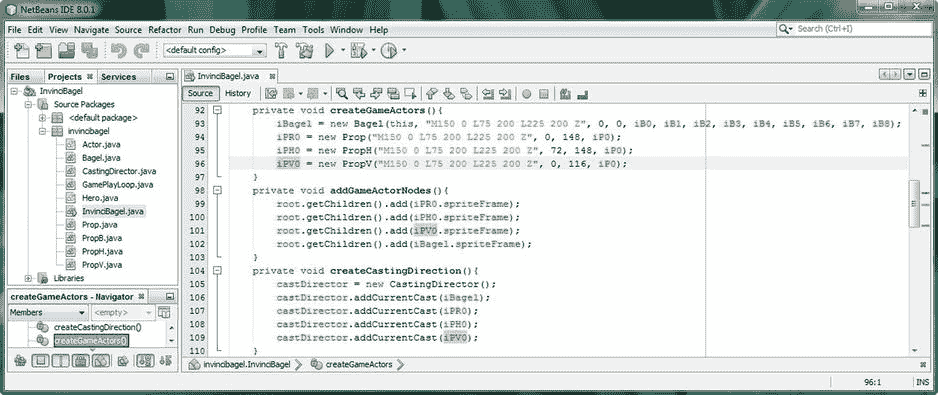 NetBeans IDE 8.0.1
File Edit View Navigate Source Refactor Run Debug Profile Team Tools Window Help
Search (Ctrl+I)
<default config>
Files Projects Services
InvinciBagel
Source Packages
<default package>
invincibagel
Actor.java
Bagel.java
CastingDirector.java
GamePlayLoop.java
Hero.java
InvinciBagel.java
Prop.java
PropB.java
PropH.java
PropV.java
Libraries
createGameActors - Navigator
Members <empty>
createCastingDirection()
createGameActors()
InvinciBagel.java
Source History
92 private void createGameActors(){
93 iBagel = new Bagel(this, "M150 0 L75 200 L225 200 Z", 0, 0, iB0, iB1, iB2, iB3, iB4, iB5, iB6, iB7, iB8);
94 iPR0 = new Prop("M150 0 L75 200 L225 200 Z", 0, 148, iP0);
95 iPH0 = new PropH("M150 0 L75 200 L225 200 Z", 72, 148, iP0);
96 iPV0 = new PropV("M150 0 L75 200 L225 200 Z", 0, 116, iP0);
97 }
98 private void addGameActorNodes(){
99 root.getChildren().add(iPR0.spriteFrame);
100 root.getChildren().add(iPH0.spriteFrame);
101 root.getChildren().add(iPV0.spriteFrame);
102 root.getChildren().add(iBagel.spriteFrame);
103 }
104 private void createCastingDirection(){
105 castDirector = new CastingDirector();
106 castDirector.addCurrentCast(iBagel);
107 castDirector.addCurrentCast(iPR0);
108 castDirector.addCurrentCast(iPH0);
109 castDirector.addCurrentCast(iPV0);
110 }
invincibagel.InvinciBagel createGameActors
96:1 INS